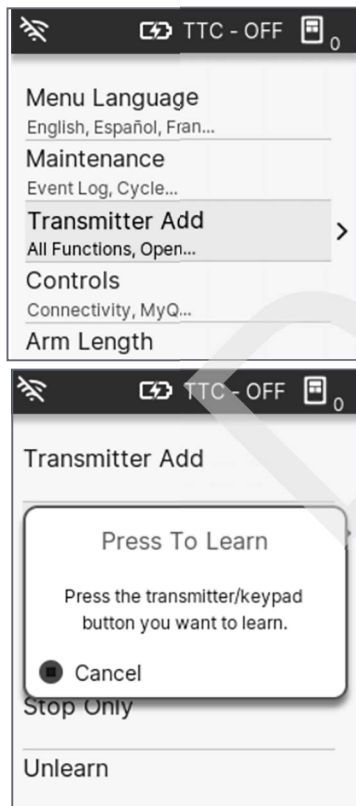 TTC - OFF 0
Menu Language
English, Español, Fran...
Maintenance
Event Log, Cycle...
Transmitter Add
All Functions, Open...
Controls
Connectivity, MyQ...
Arm Length
TTC - OFF 0
Transmitter Add
Press To Learn
Press the transmitter/keypad
button you want to learn.
Cancel
Stop Only
Unlearn